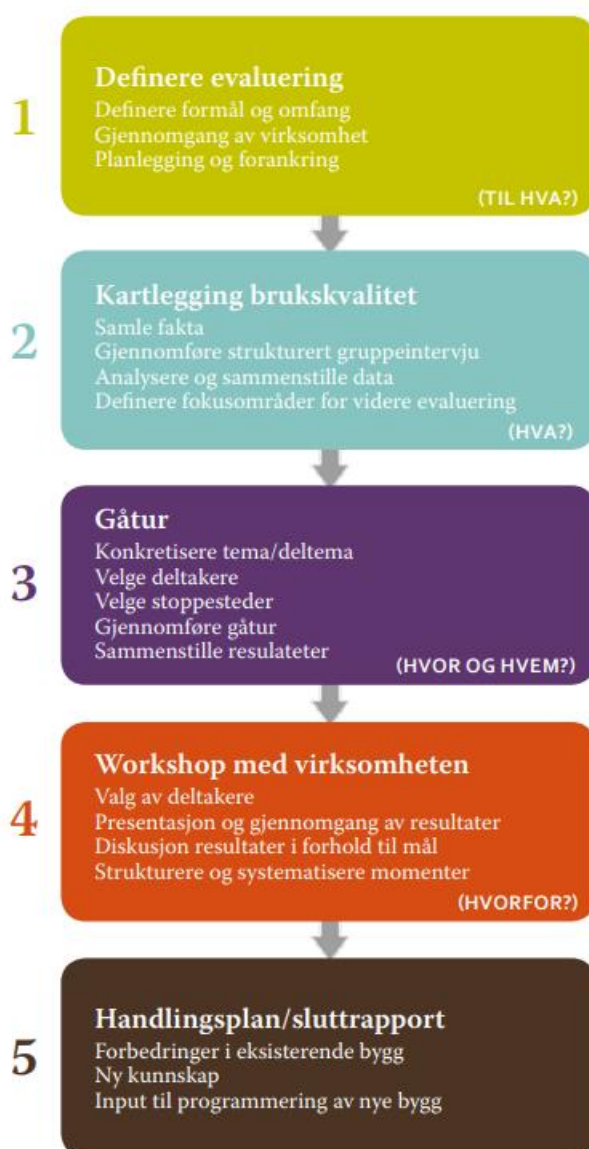 1
Definere evaluering
Definere formål og omfang
Gjennomgang av virksomhet
Planlegging og forankring
(TIL HVA?)
2
Kartlegging brukskvalitet
Samle fakta
Gjennomføre strukturert gruppeintervju
Analysere og sammenstille data
Definere fokusområder for videre evaluering
(HVA?)
3
Gåtur
Konkretisere tema/deltema
Velge deltakere
Velge stoppesteder
Gjennomføre gåtur
Sammenstille resulateter
(HVOR OG HVEM?)
4
Workshop med virksomheten
Valg av deltakere
Presentasjon og gjennomgang av resultater
Diskusjon resultater i forhold til mål
Strukturere og systematisere momenter
(HVORFOR?)
5
Handlingsplan/sluttrapport
Forbedringer i eksisterende bygg
Ny kunnskap
Input til programmering av nye bygg